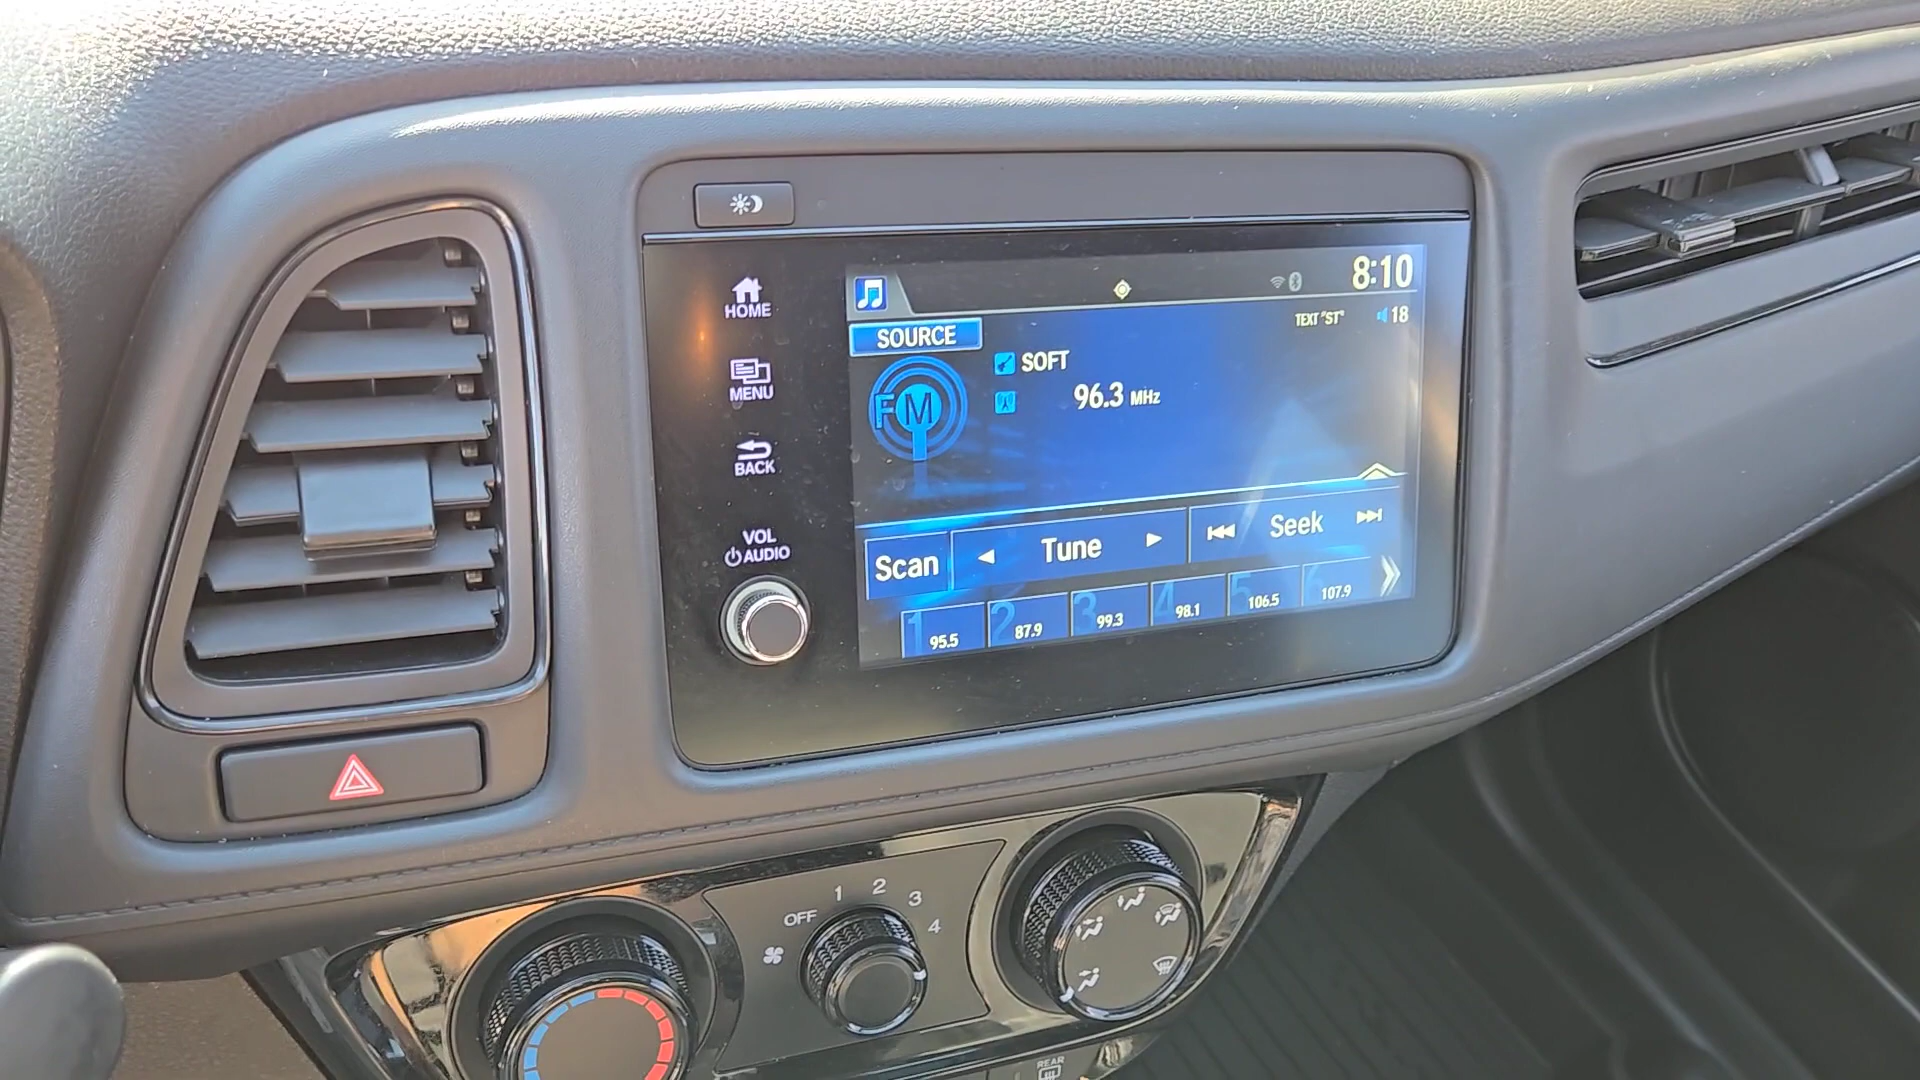 8:10
HOME
SOURCE
TEXT "ST"
18
SOFT
MENU
FM
96.3 MHz
BACK
VOL
AUDIO
Scan
Tune
Seek
1 95.5
2 87.9
3 99.3
4 98.1
5 106.5
6 107.9
OFF
1
2
3
4
REAR